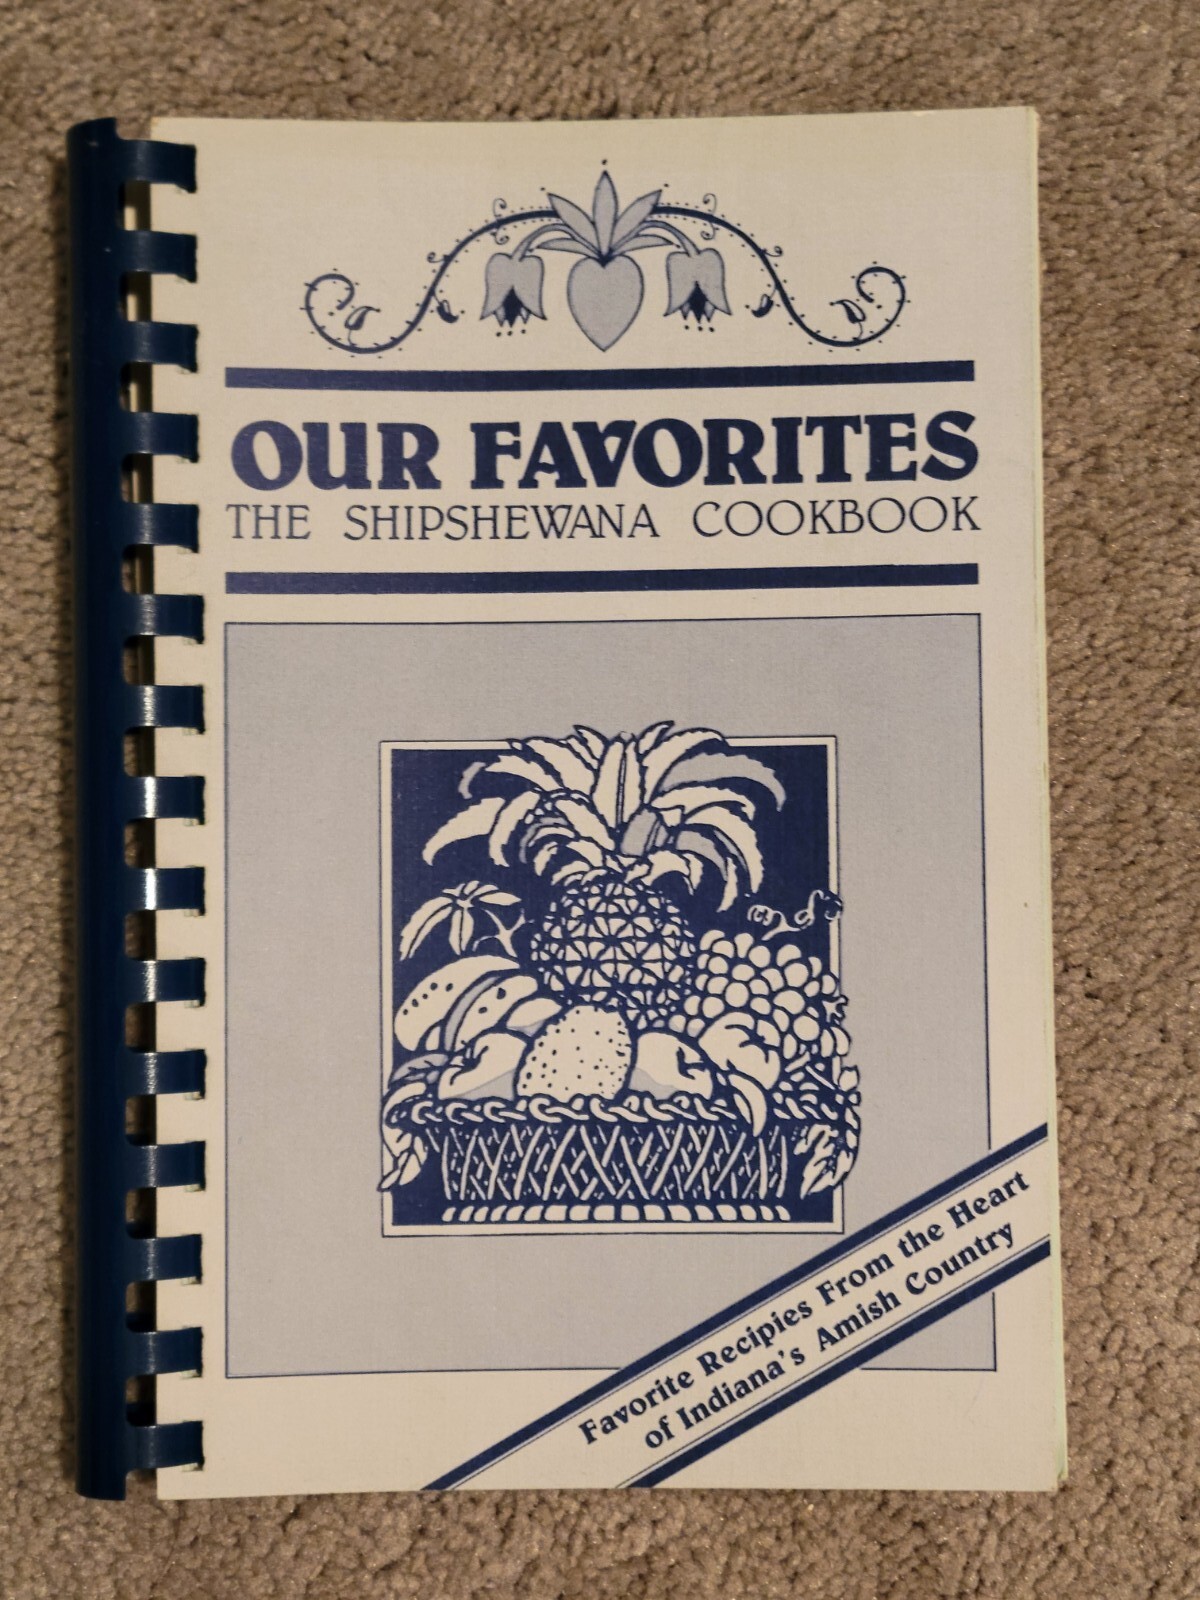 OUR FAVORITES
THE SHIPSHEWANA COOKBOOK
Favorite Recipies From the Heart
of Indiana's Amish Country